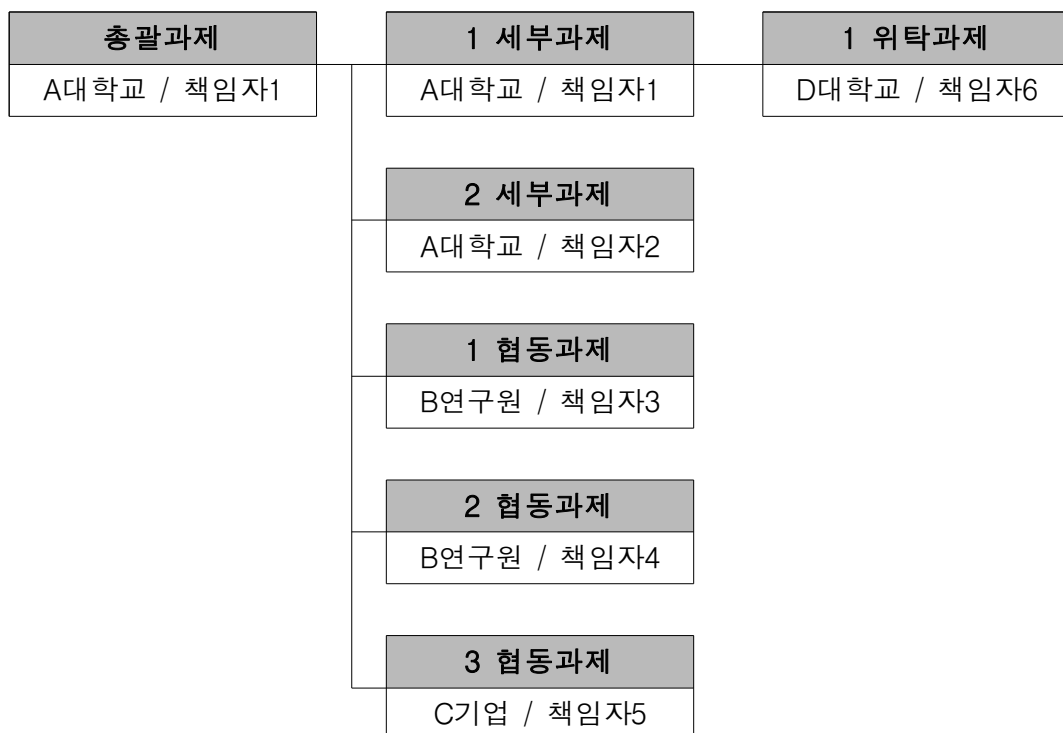 총괄과제
A대학교 / 책임자1
1 세부과제
A대학교 / 책임자1
1 위탁과제
D대학교 / 책임자6
2 세부과제
A대학교 / 책임자2
1 협동과제
B연구원 / 책임자3
2 협동과제
B연구원 / 책임자4
3 협동과제
C기업 / 책임자5